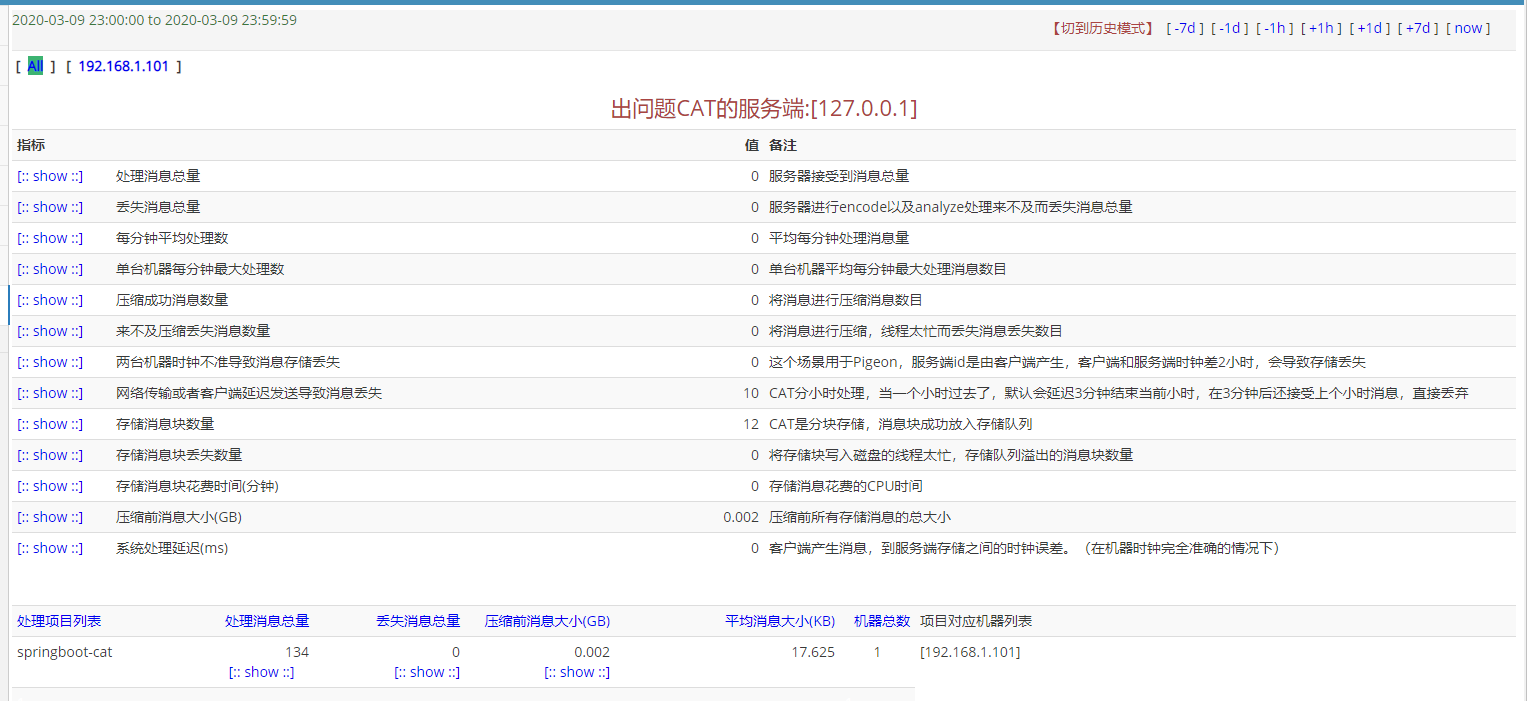 2020-03-09 23:00:00 to 2020-03-09 23:59:59
【切到历史模式】 [ -7d ] [ -1d ] [ -1h ] [ +1h ] [ +1d ] [ +7d ] [ now ]
[ All ] [ 192.168.1.101 ]
出问题CAT的服务端:[127.0.0.1]
指标 值 备注
[:: show ::] 处理消息总量 0 服务器接受到消息总量
[:: show ::] 丢失消息总量 0 服务器进行encode以及analyze处理来不及而丢失消息总量
[:: show ::] 每分钟平均处理数 0 平均每分钟处理消息量
[:: show ::] 单台机器每分钟最大处理数 0 单台机器平均每分钟最大处理消息数目
[:: show ::] 压缩成功消息数量 0 将消息进行压缩消息数目
[:: show ::] 来不及压缩丢失消息数量 0 将消息进行压缩，线程太忙而丢失消息丢失数目
[:: show ::] 两台机器时钟不准导致消息存储丢失 0 这个场景用于Pigeon，服务端id是由客户端产生，客户端和服务端时钟差2小时，会导致存储丢失
[:: show ::] 网络传输或者客户端延迟发送导致消息丢失 10 CAT分小时处理，当一个小时过去了，默认会延迟3分钟结束当前小时，在3分钟后还接受上个小时消息，直接丢弃
[:: show ::] 存储消息块数量 12 CAT是分块存储，消息块成功放入存储队列
[:: show ::] 存储消息块丢失数量 0 将存储块写入磁盘的线程太忙，存储队列溢出的消息块数量
[:: show ::] 存储消息块花费时间(分钟) 0 存储消息花费的CPU时间
[:: show ::] 压缩前消息大小(GB) 0.002 压缩前所有存储消息的总大小
[:: show ::] 系统处理延迟(ms) 0 客户端产生消息，到服务端存储之间的时钟误差。（在机器时钟完全准确的情况下）
处理项目列表 处理消息总量 丢失消息总量 压缩前消息大小(GB) 平均消息大小(KB) 机器总数 项目对应机器列表
springboot-cat 134 0 0.002 17.625 1 [192.168.1.101]
[:: show ::] [:: show ::] [:: show ::]